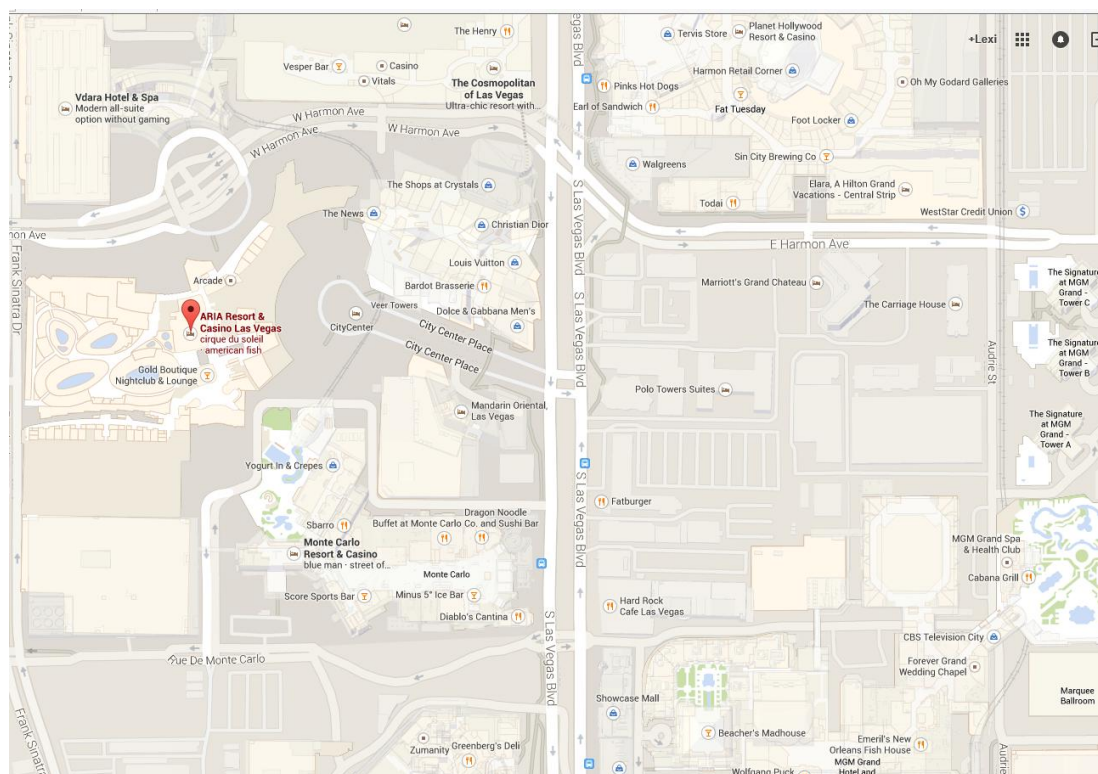 The Henry
Vesper Bar
Casino
Vitals
The Cosmopolitan
of Las Vegas
Ultra-chic resort with...
Vdara Hotel & Spa
Modern all-suite
option without gaming
W Harmon Ave
W Harmon Ave
W Harmon Ave
Vegas Blvd
Tervis Store
Planet Hollywood
Resort & Casino
+Lexi
Harmon Retail Corner
Pinks Hot Dogs
Oh My Godard Galleries
Earl of Sandwich
Fat Tuesday
Foot Locker
Sin City Brewing Co
Walgreens
The Shops at Crystals
Elara, A Hilton Grand
Vacations - Central Strip
Todai
WestStar Credit Union
The News
Christian Dior
S Las Vegas Blvd
E Harmon Ave
Frank Sinatra Dr
Louis Vuitton
Arcade
Bardot Brasserie
Marriott's Grand Chateau
The Carriage House
The Signature
at MGM
Grand -
Tower C
ARIA Resort &
Casino Las Vegas
cirque du soleil
american fish
Veer Towers
CityCenter
Dolce & Gabbana Men's
City Center Place
City Center Place
S Las Vegas Blvd
Audrie St
The Signature
at MGM
Grand -
Tower B
Gold Boutique
Nightclub & Lounge
Polo Towers Suites
Mandarin Oriental,
Las Vegas
The Signature
at MGM
Grand -
Tower A
Yogurt In & Crepes
S Las Vegas Blvd
Fatburger
Dragon Noodle
Buffet at Monte Carlo
Co. and Sushi Bar
Sbarro
Monte Carlo
Resort & Casino
blue man · street of...
Monte Carlo
MGM Grand Spa
& Health Club
Cabana Grill
Score Sports Bar
Minus 5° Ice Bar
Hard Rock
Cafe Las Vegas
Diablo's Cantina
S Las Vegas Blvd
CBS Television City
Rue De Monte Carlo
Forever Grand
Wedding Chapel
Showcase Mall
Marquee
Ballroom
Frank Sinatra
Beacher's Madhouse
Zumanity
Greenberg's Deli
Emeril's New
Orleans Fish House
Audrie
MGM Grand
Hotel and
Wolfgang Puck